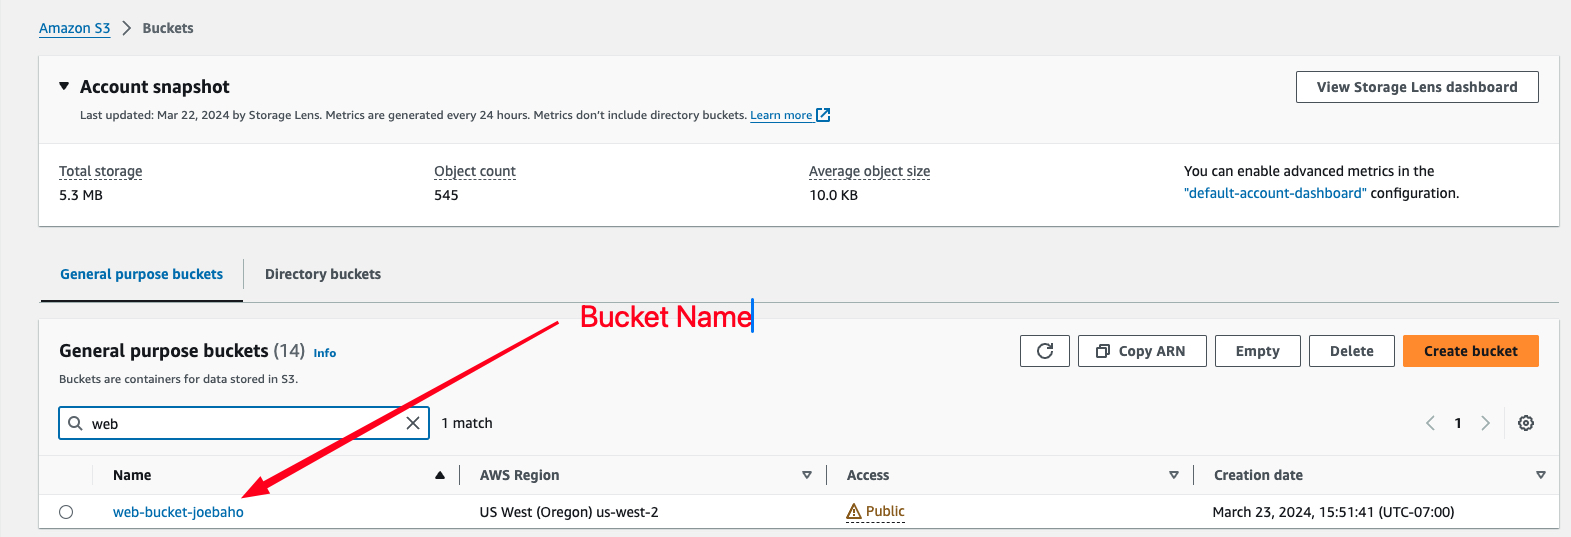 Amazon S3 > Buckets
Account snapshot
View Storage Lens dashboard
Last updated: Mar 22, 2024 by Storage Lens. Metrics are generated every 24 hours. Metrics don't include directory buckets. Learn more
Total storage Object count Average object size You can enable advanced metrics in the
5.3 MB 545 10.0 KB "default-account-dashboard" configuration.
General purpose buckets Directory buckets
Bucket Name
General purpose buckets (14) Info Copy ARN Empty Delete Create bucket
Buckets are containers for data stored in S3.
web 1 match 1
Name AWS Region Access Creation date
web-bucket-joebaho US West (Oregon) us-west-2 Public March 23, 2024, 15:51:41 (UTC-07:00)